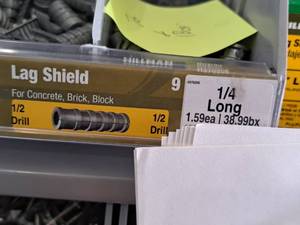 HILLMAN
Lag Shield
9
For Concrete, Brick, Block
1/2
Drill
1/2
Drill
1/4
Long
1.59ea | 38.99bx
Lag S